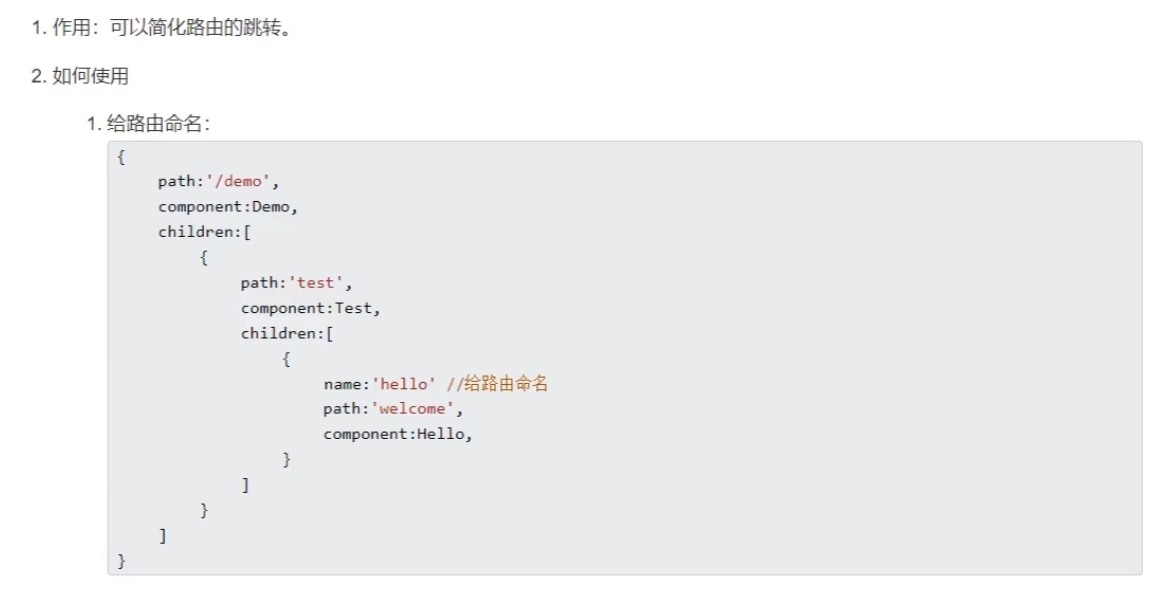 1. 作用：可以简化路由的跳转。
2. 如何使用
1. 给路由命名：
{
path:'/demo',
component:Demo,
children:[
{
path:'test',
component:Test,
children:[
{
name:'hello' //给路由命名
path:'welcome',
component:Hello,
}
]
}
]
}